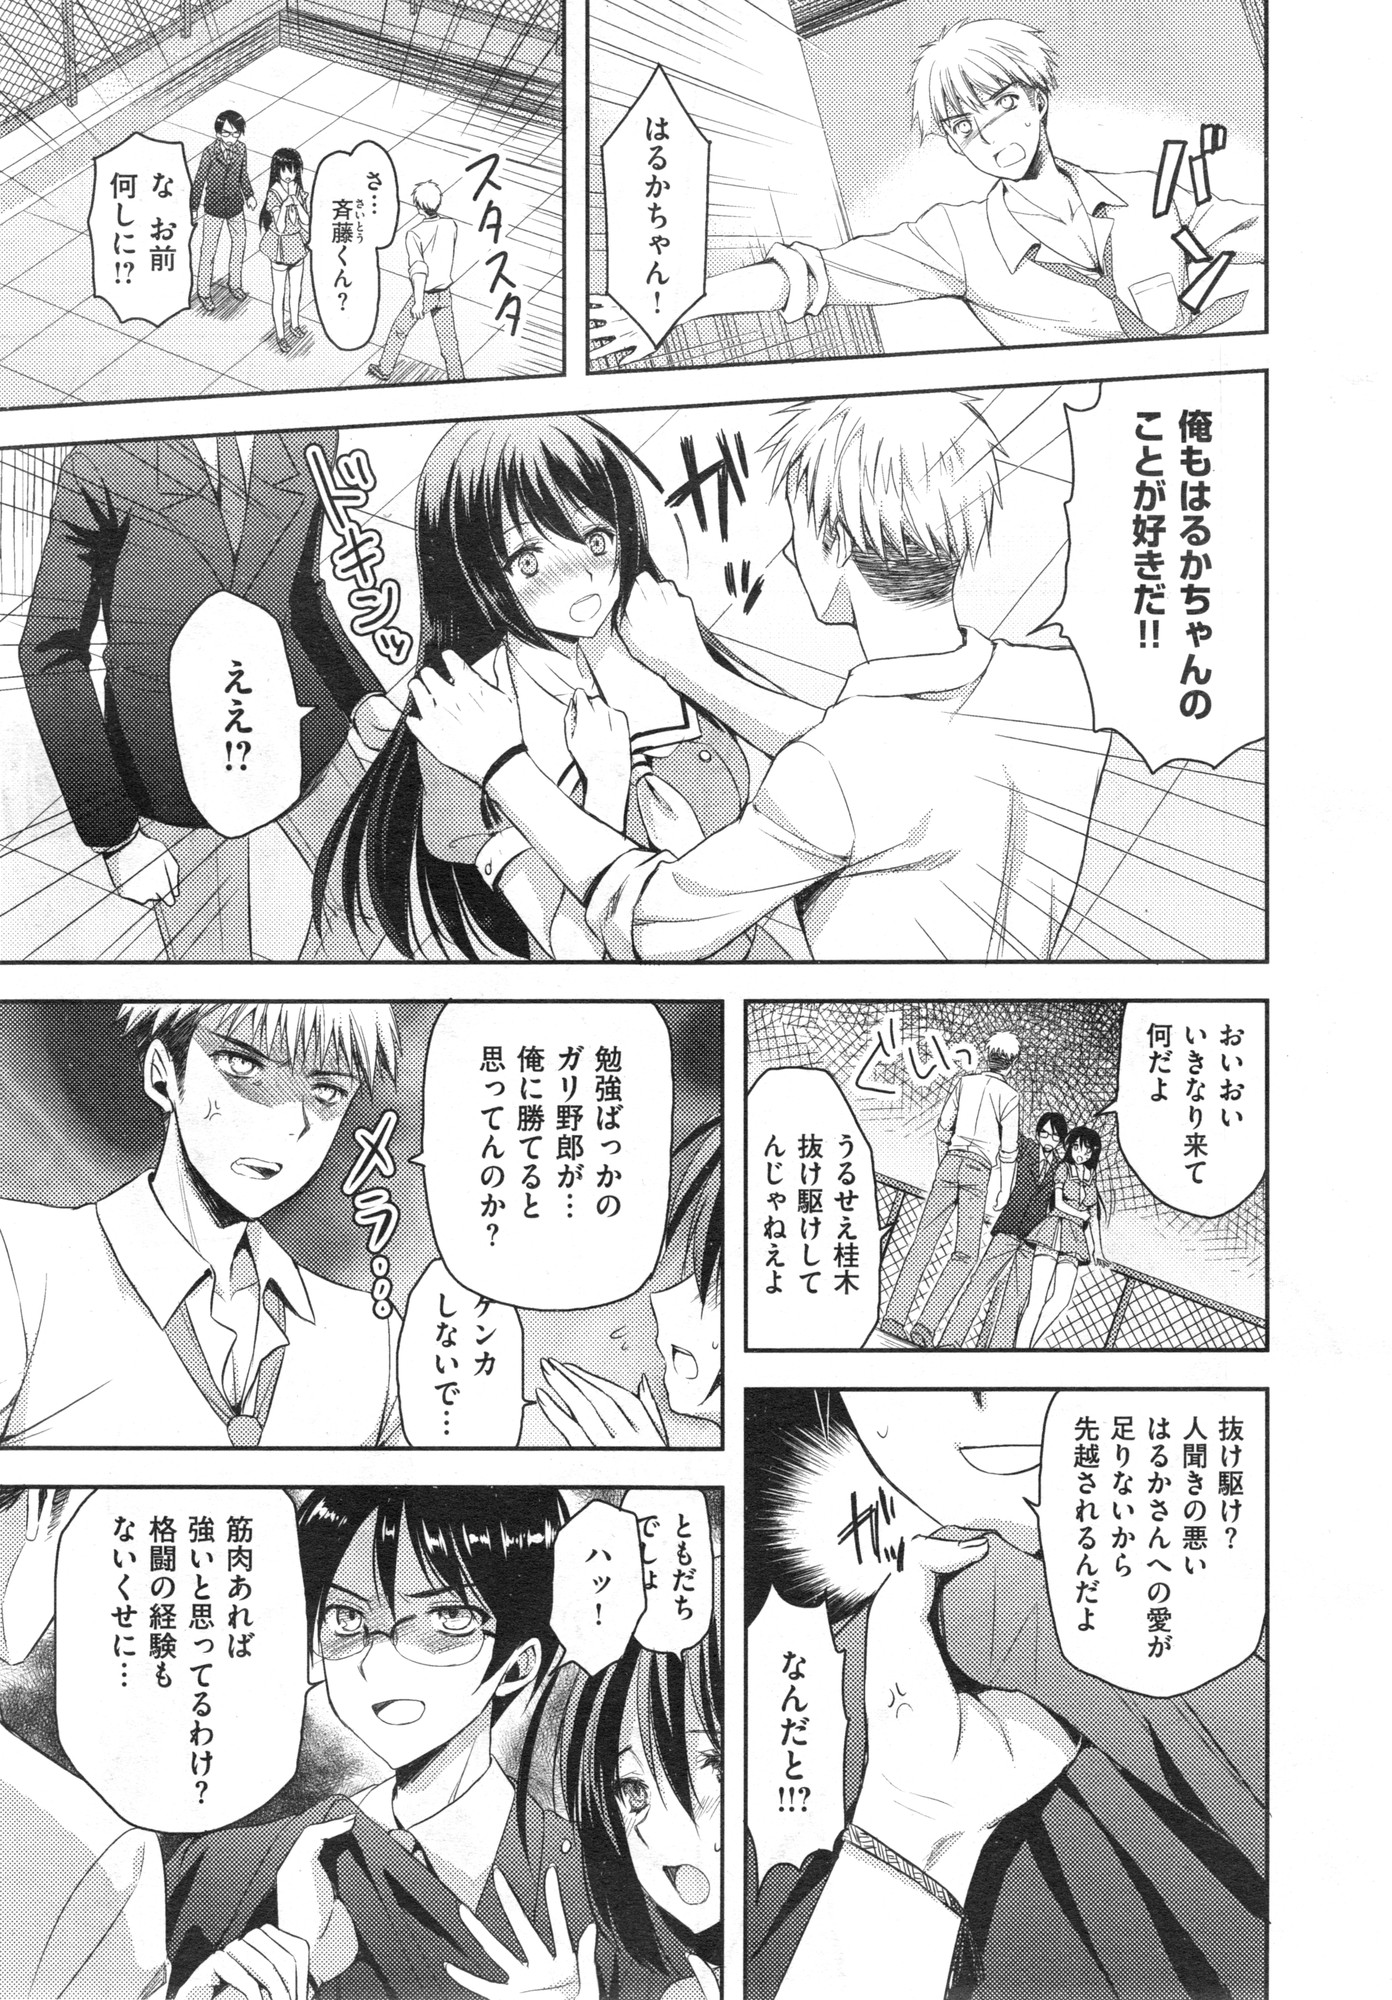 バンッ
はるかちゃん！
スタスタ
スタ
さ…
斉藤くん？
さいとう
な お前
何しに!?
俺もはるかちゃんの
ことが好きだ!!
ガッ
ドキンッ
ええ!?
おいおい
いきなり来て
何だよ
ぐいっ
うるせえ桂木
抜け駆けして
んじゃねえよ
勉強ばっかの
ガリ野郎が…
俺に勝てると
思ってんのか？
ケンカ
しないで…
メラ…
抜け駆け？
人聞きの悪い
はるかさんへの愛が
足りないから
先越されるんだよ
なんだと!!?
ともだち
でしょ
ハッ！
筋肉あれば
強いと思ってるわけ？
格闘の経験も
ないくせに…